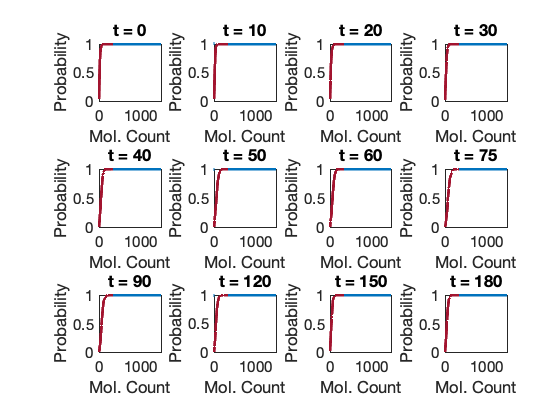 t = 0 t = 10 t = 20 t = 30
Probability Probability Probability Probability
1 1 1 1
0.5 0.5 0.5 0.5
0 0 0 0
0 1000 0 1000 0 1000 0 1000
Mol. Count Mol. Count Mol. Count Mol. Count
t = 40 t = 50 t = 60 t = 75
Probability Probability Probability Probability
1 1 1 1
0.5 0.5 0.5 0.5
0 0 0 0
0 1000 0 1000 0 1000 0 1000
Mol. Count Mol. Count Mol. Count Mol. Count
t = 90 t = 120 t = 150 t = 180
Probability Probability Probability Probability
1 1 1 1
0.5 0.5 0.5 0.5
0 0 0 0
0 1000 0 1000 0 1000 0 1000
Mol. Count Mol. Count Mol. Count Mol. Count